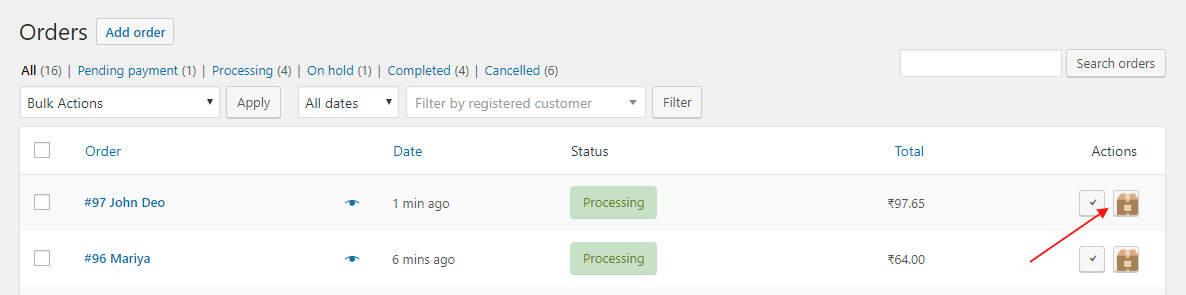 Orders Add order
All (16) | Pending payment (1) | Processing (4) | On hold (1) | Completed (4) | Cancelled (6)
Search orders
Bulk Actions Apply All dates Filter by registered customer Filter
Order Date Status Total Actions
#97 John Deo 1 min ago Processing ₹97.65
#96 Mariya 6 mins ago Processing ₹64.00